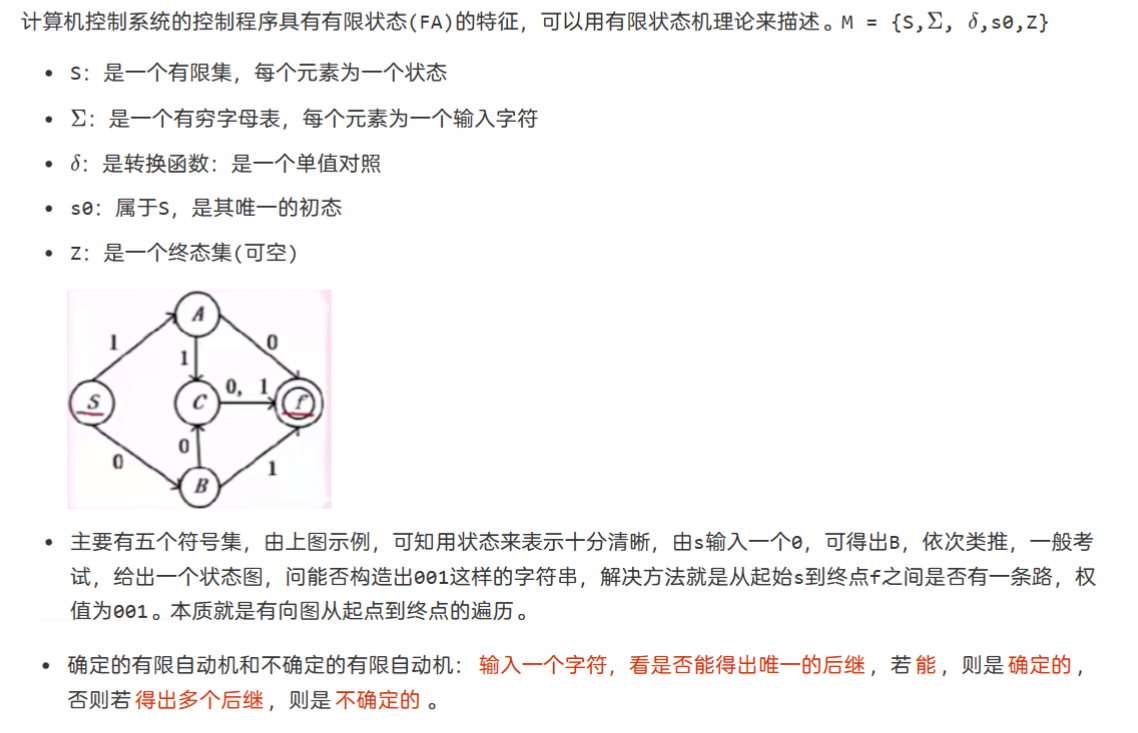 计算机控制系统的控制程序具有有限状态(FA)的特征，可以用有限状态机理论来描述。M = {S,Σ, δ,s0,Z}
• S：是一个有限集，每个元素为一个状态
• Σ：是一个有穷字母表，每个元素为一个输入字符
• δ：是转换函数：是一个单值对照
• s0：属于S，是其唯一的初态
• Z：是一个终态集(可空)
A
1
0
1
S
C
0, 1
f
0
0
1
B
• 主要有五个符号集，由上图示例，可知用状态来表示十分清晰，由s输入一个0，可得出B，依次类推，一般考
试，给出一个状态图，问能否构造出001这样的字符串，解决方法就是从起始s到终点f之间是否有一条路，权
值为001。本质就是有向图从起点到终点的遍历。
• 确定的有限自动机和不确定的有限自动机：输入一个字符，看是否能得出唯一的后继，若能，则是确定的，
否则若得出多个后继，则是不确定的。